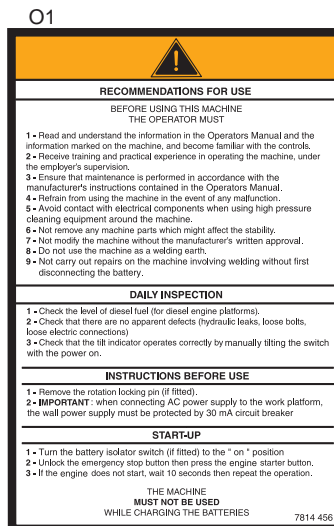 O1
RECOMMENDATIONS FOR USE
BEFORE USING THIS MACHINE
THE OPERATOR MUST
1 - Read and understand the information in the Operators Manual and the
information marked on the machine, and become familiar with the controls.
2 - Receive training and practical experience in operating the machine, under
the employer's supervision.
3 - Ensure that maintenance is performed in accordance with the
manufacturer's instructions contained in the Operators Manual.
4 - Refrain from using the machine in the event of any malfunction.
5 - Avoid contact with electrical components when using high pressure
cleaning equipment around the machine.
6 - Not remove any machine parts which might affect the stability.
7 - Not modify the machine without the manufacturer's written approval.
8 - Do not use the machine as a welding earth.
9 - Not carry out repairs on the machine involving welding without first
disconnecting the battery.
DAILY INSPECTION
1 - Check the level of diesel fuel (for diesel engine platforms).
2 - Check that there are no apparent defects (hydraulic leaks, loose bolts,
loose electric connections)
3 - Check that the tilt indicator operates correctly by manually tilting the switch
with the power on.
INSTRUCTIONS BEFORE USE
1 - Remove the rotation locking pin (if fitted).
2 - IMPORTANT : when connecting AC power supply to the work platform,
the wall power supply must be protected by 30 mA circuit breaker
START-UP
1 - Turn the battery isolator switch (if fitted) to the " on " position
2 - Unlock the emergency stop button then press the engine starter button.
3 - If the engine does not start, wait 10 seconds then repeat the operation.
THE MACHINE
MUST NOT BE USED
WHILE CHARGING THE BATTERIES
7814 456